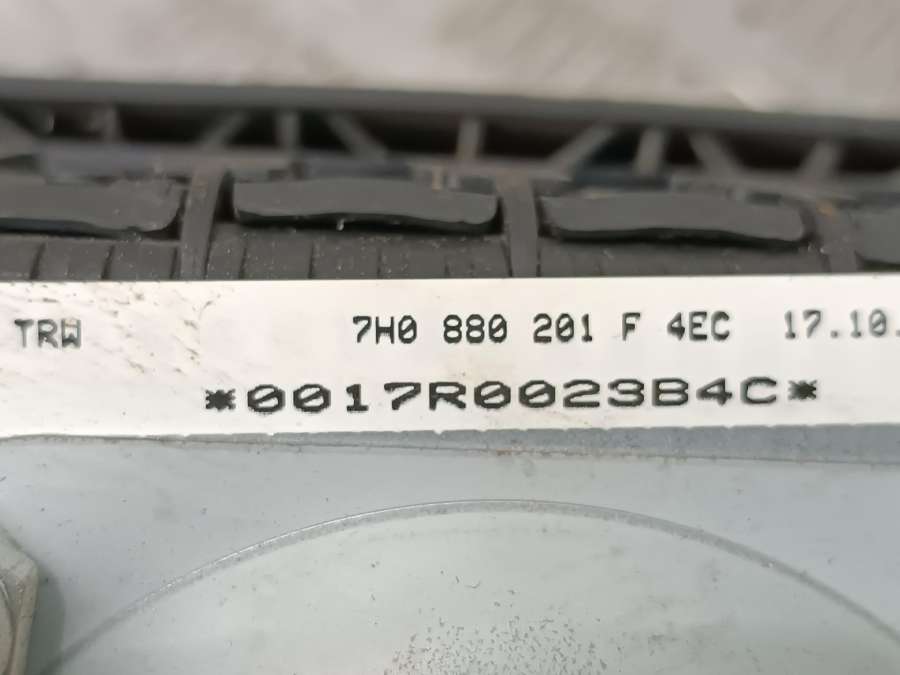 TRW 7H0 880 201 F 4EC 17.10.
*0017R0023B4C*